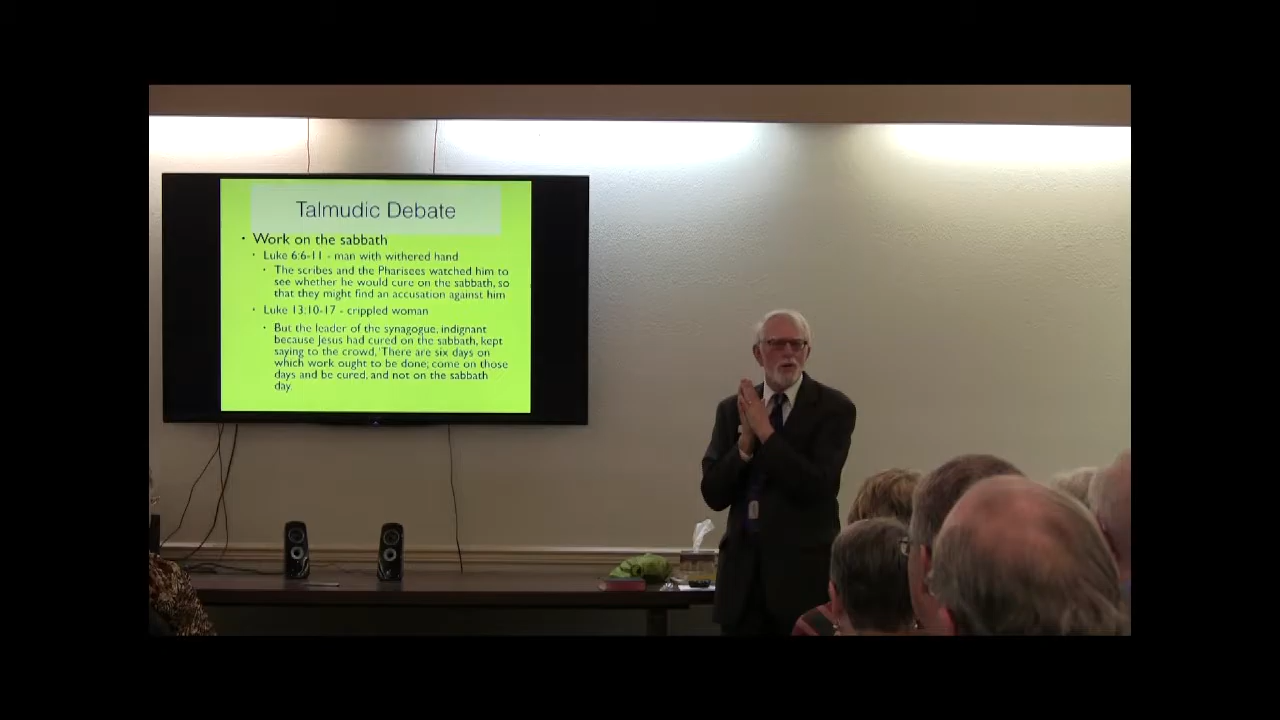 Talmudic Debate
• Work on the sabbath
• Luke 6:6-11 - man with withered hand
• The scribes and the Pharisees watched him to
see whether he would cure on the sabbath, so
that they might find an accusation against him
• Luke 13:10-17 - crippled woman
• But the leader of the synagogue, indignant
because Jesus had cured on the sabbath, kept
saying to the crowd, 'There are six days on
which work ought to be done; come on those
days and be cured, and not on the sabbath
day.